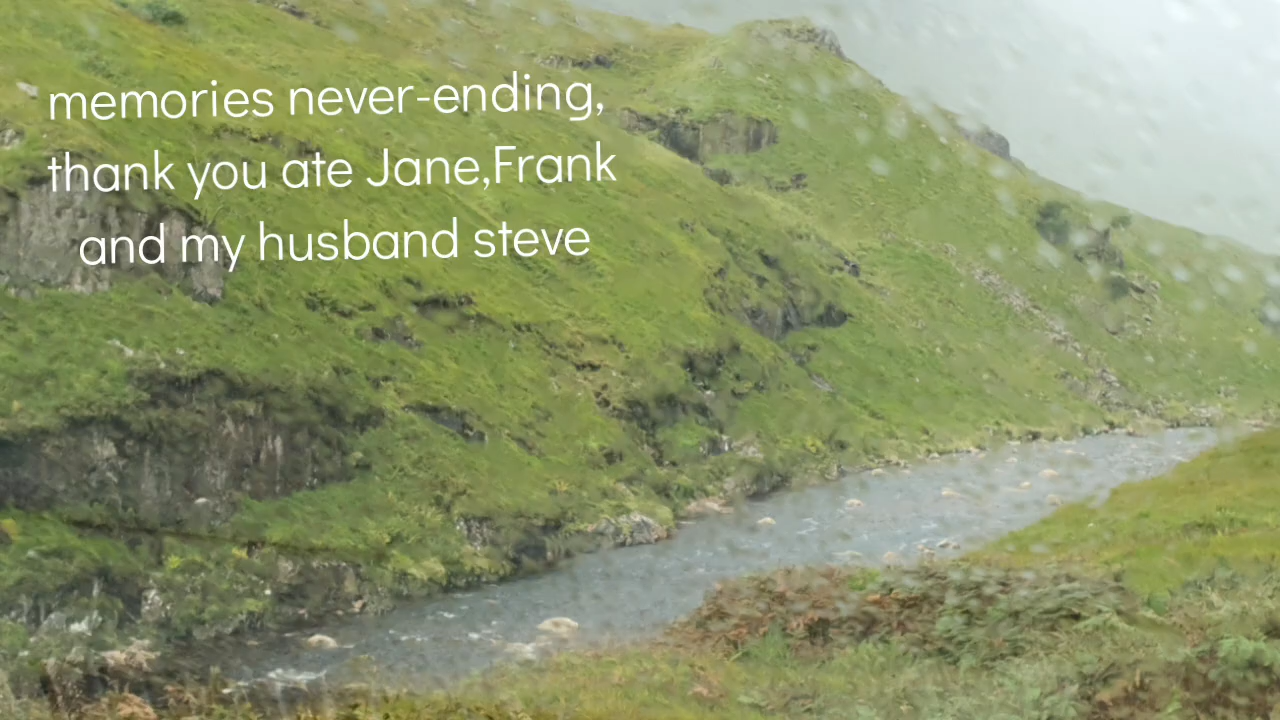 memories never-ending,
thank you ate Jane,Frank
and my husband steve